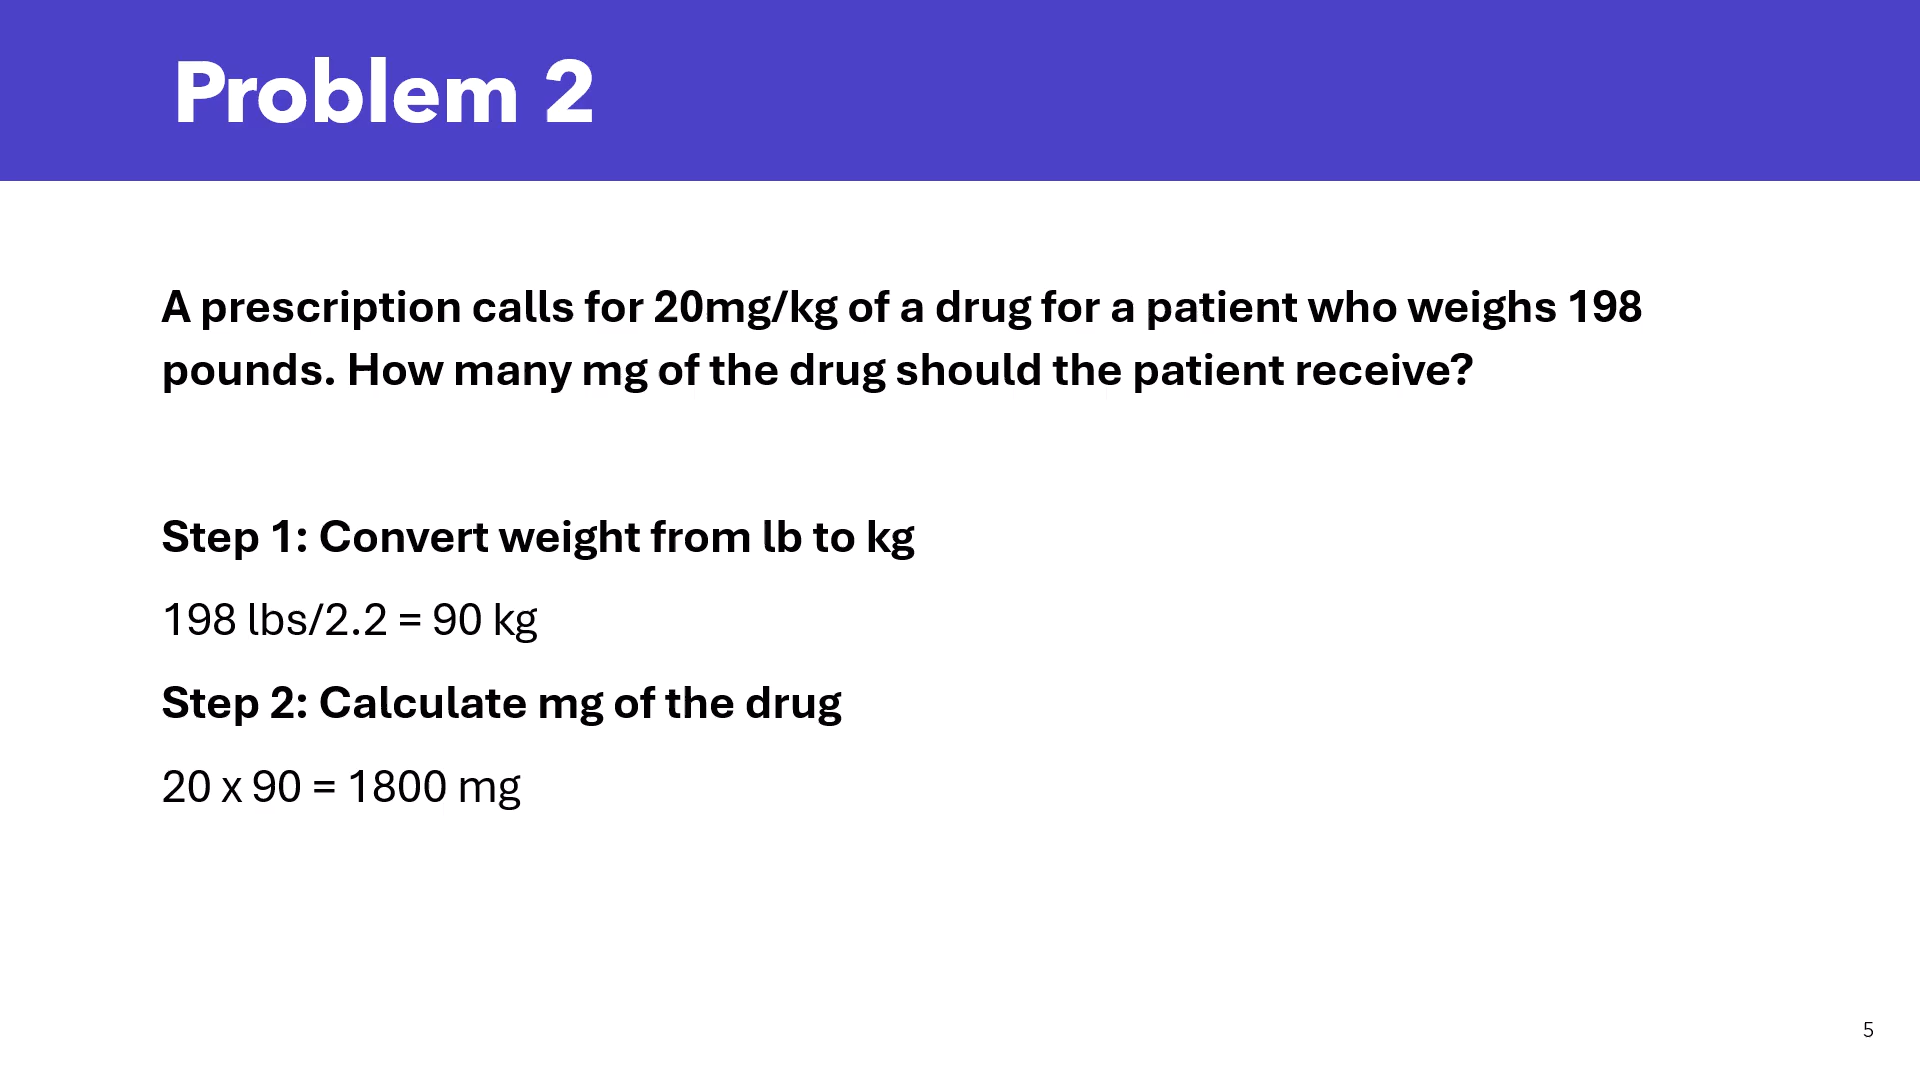 Problem 2
A prescription calls for 20mg/kg of a drug for a patient who weighs 198
pounds. How many mg of the drug should the patient receive?
Step 1: Convert weight from lb to kg
198 lbs/2.2 = 90 kg
Step 2: Calculate mg of the drug
20 x 90 = 1800 mg
5